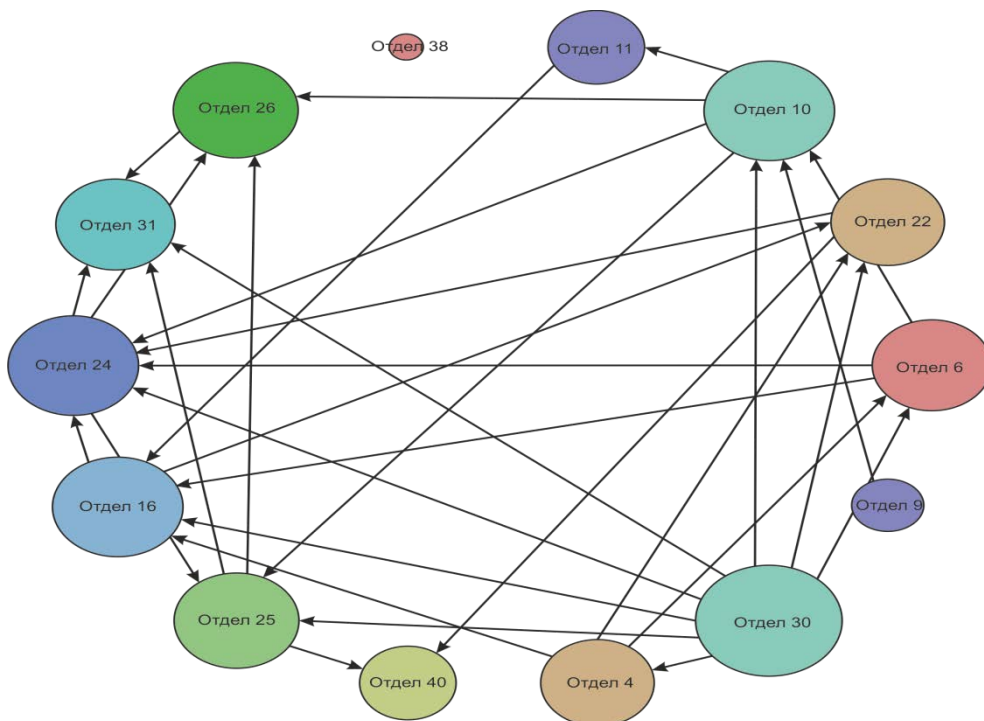 Отдел 38
Отдел 11
Отдел 26
Отдел 10
Отдел 31
Отдел 22
Отдел 24
Отдел 6
Отдел 16
Отдел 9
Отдел 25
Отдел 30
Отдел 40
Отдел 4